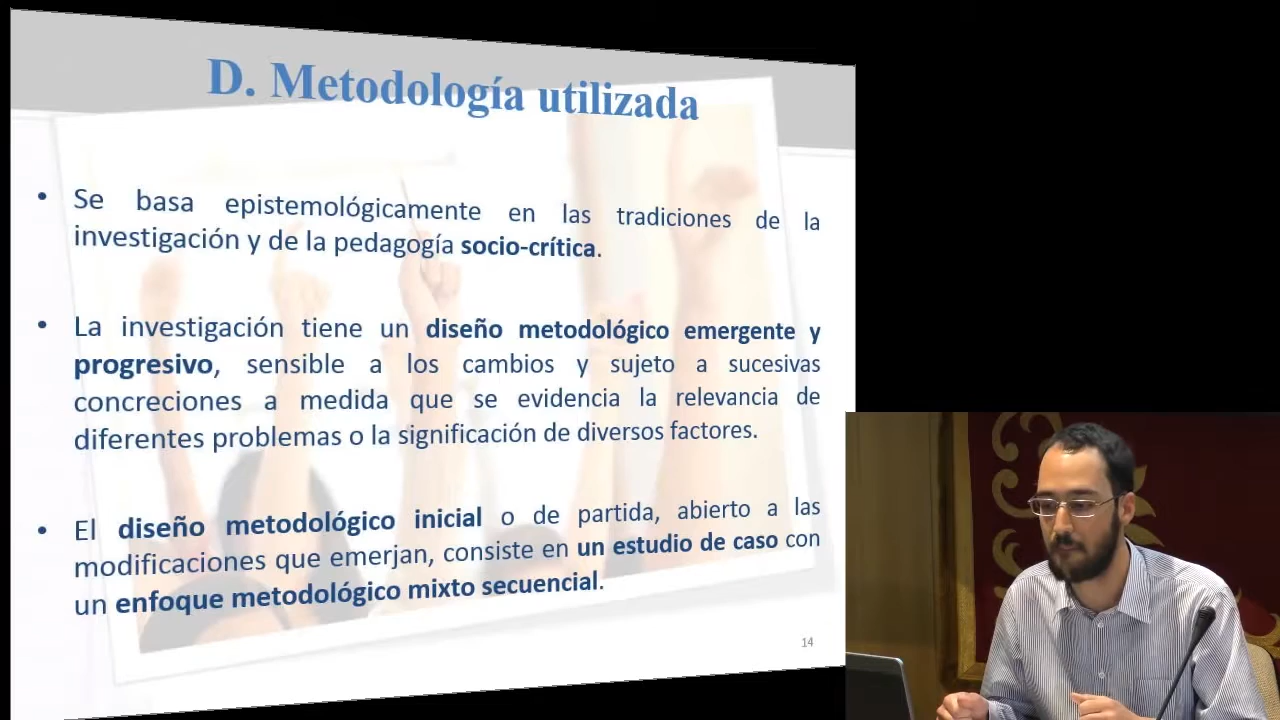 D. Metodología utilizada
• Se basa epistemológicamente en las tradiciones de la
investigación y de la pedagogía socio-crítica.
• La investigación tiene un diseño metodológico emergente y
progresivo, sensible a los cambios y sujeto a sucesivas
concreciones a medida que se evidencia la relevancia de
diferentes problemas o la significación de diversos factores.
• El diseño metodológico inicial o de partida, abierto a las
modificaciones que emerjan, consiste en un estudio de caso con
un enfoque metodológico mixto secuencial.
14